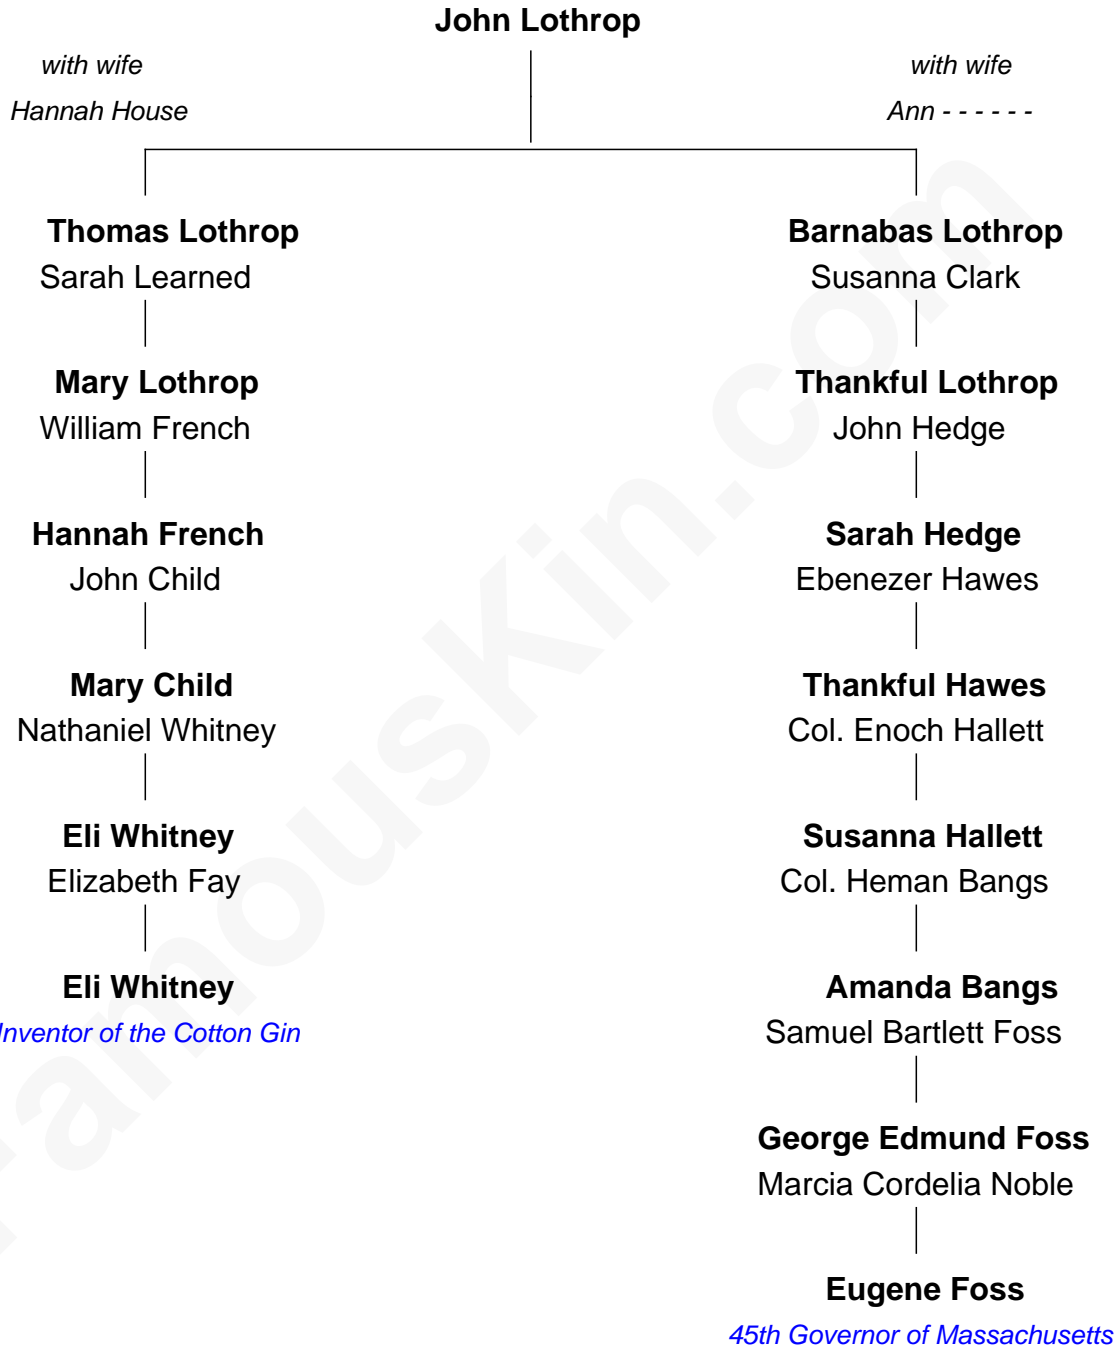 John Lothrop
with wife
Hannah House
with wife
Ann - - - - - -
Thomas Lothrop
Sarah Learned
Barnabas Lothrop
Susanna Clark
Mary Lothrop
William French
Thankful Lothrop
John Hedge
Hannah French
John Child
Sarah Hedge
Ebenezer Hawes
Mary Child
Nathaniel Whitney
Thankful Hawes
Col. Enoch Hallett
Eli Whitney
Elizabeth Fay
Susanna Hallett
Col. Heman Bangs
Eli Whitney
Inventor of the Cotton Gin
Amanda Bangs
Samuel Bartlett Foss
George Edmund Foss
Marcia Cordelia Noble
Eugene Foss
45th Governor of Massachusetts
FamousKin.com